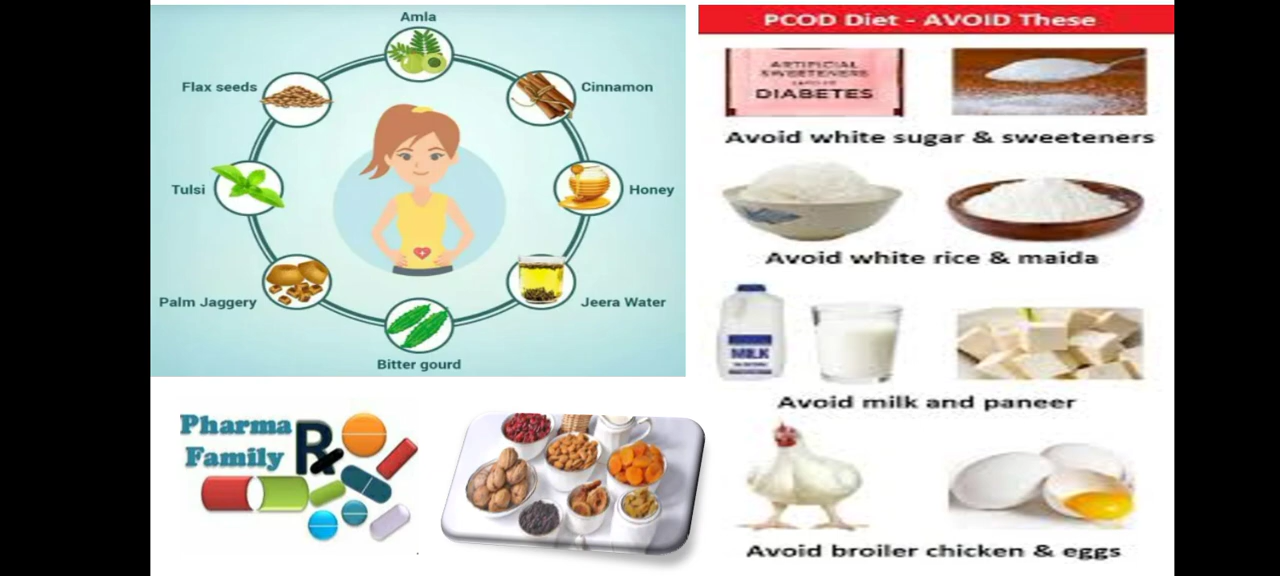 Amla
Flax seeds
Cinnamon
Tulsi
Honey
Palm Jaggery
Jeera Water
Bitter gourd
Pharma
Family
Rx
PCOD Diet - AVOID These
ARTIFICIAL
SWEETENERS
DIABETES
Avoid white sugar & sweeteners
Avoid white rice & maida
MILK
Avoid milk and paneer
Avoid broiler chicken & eggs